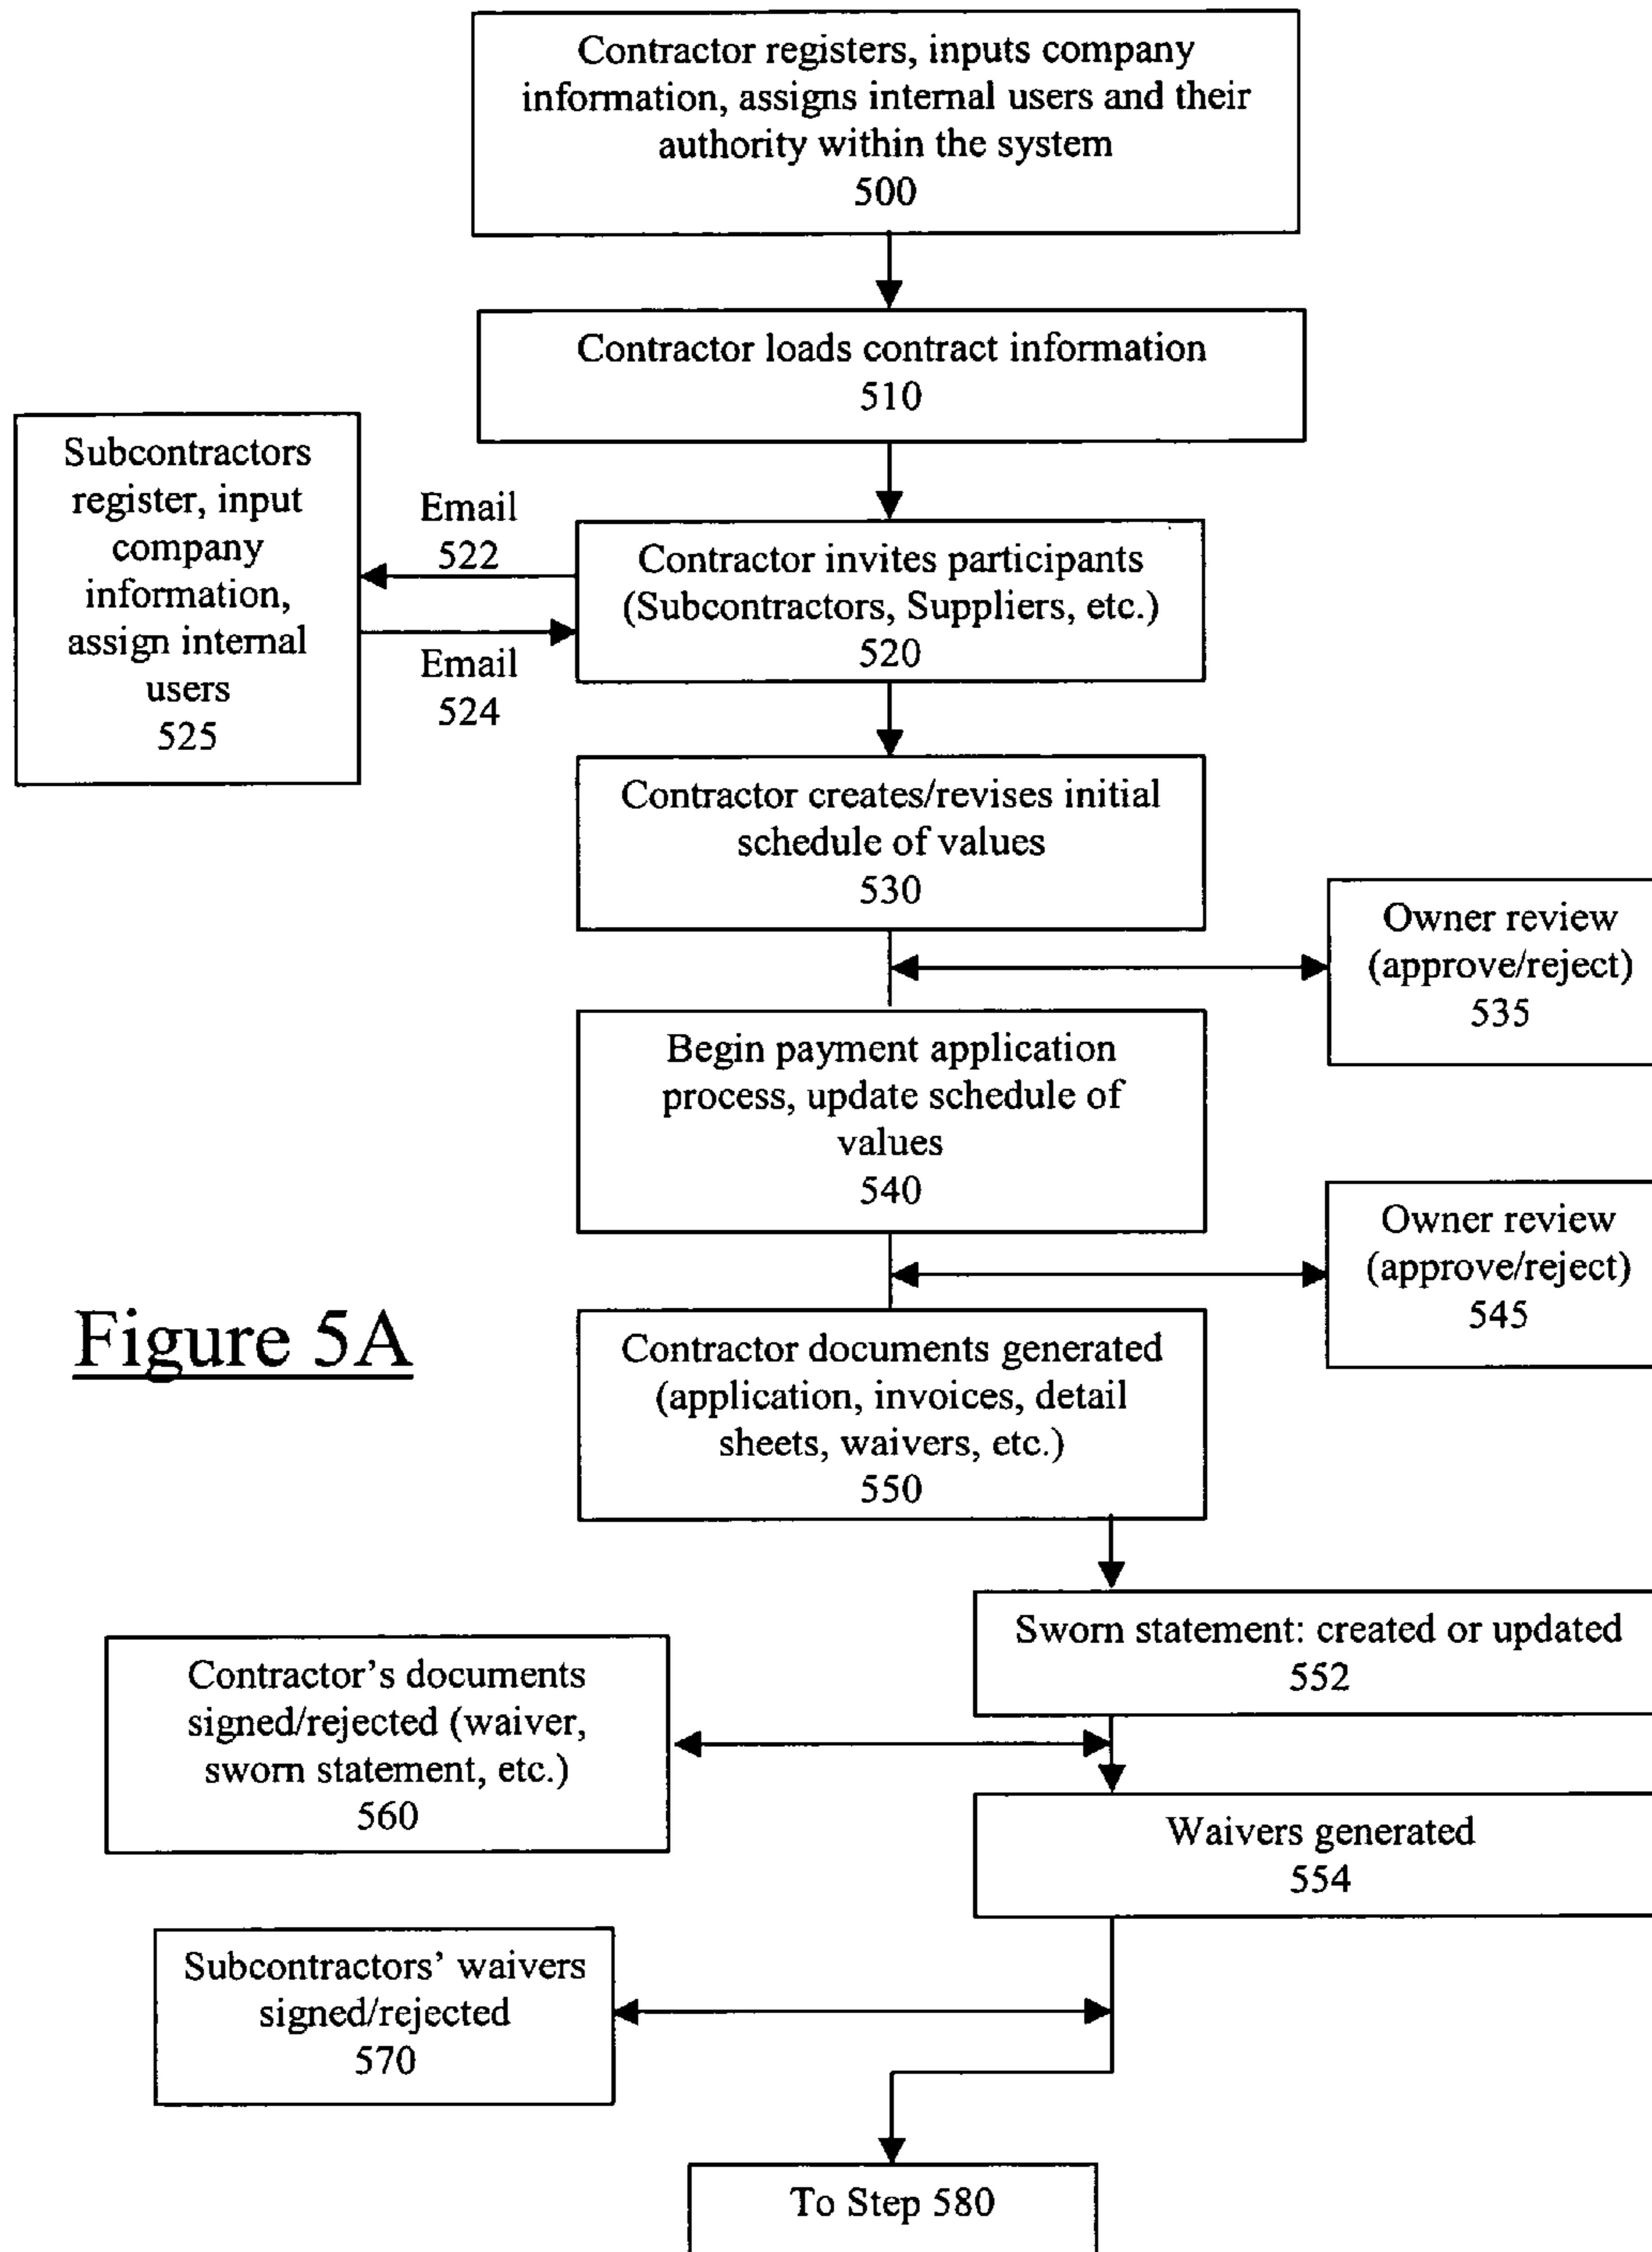 Contractor registers, inputs company
information, assigns internal users and their
authority within the system
500
Contractor loads contract information
510
Subcontractors
register, input
company
information,
assign internal
users
525
Email
522
Email
524
Contractor invites participants
(Subcontractors, Suppliers, etc.)
520
Contractor creates/revises initial
schedule of values
530
Owner review
(approve/reject)
535
Begin payment application
process, update schedule of
values
540
Owner review
(approve/reject)
545
Figure 5A
Contractor documents generated
(application, invoices, detail
sheets, waivers, etc.)
550
Sworn statement: created or updated
552
Contractor’s documents
signed/rejected (waiver,
sworn statement, etc.)
560
Waivers generated
554
Subcontractors’ waivers
signed/rejected
570
To Step 580